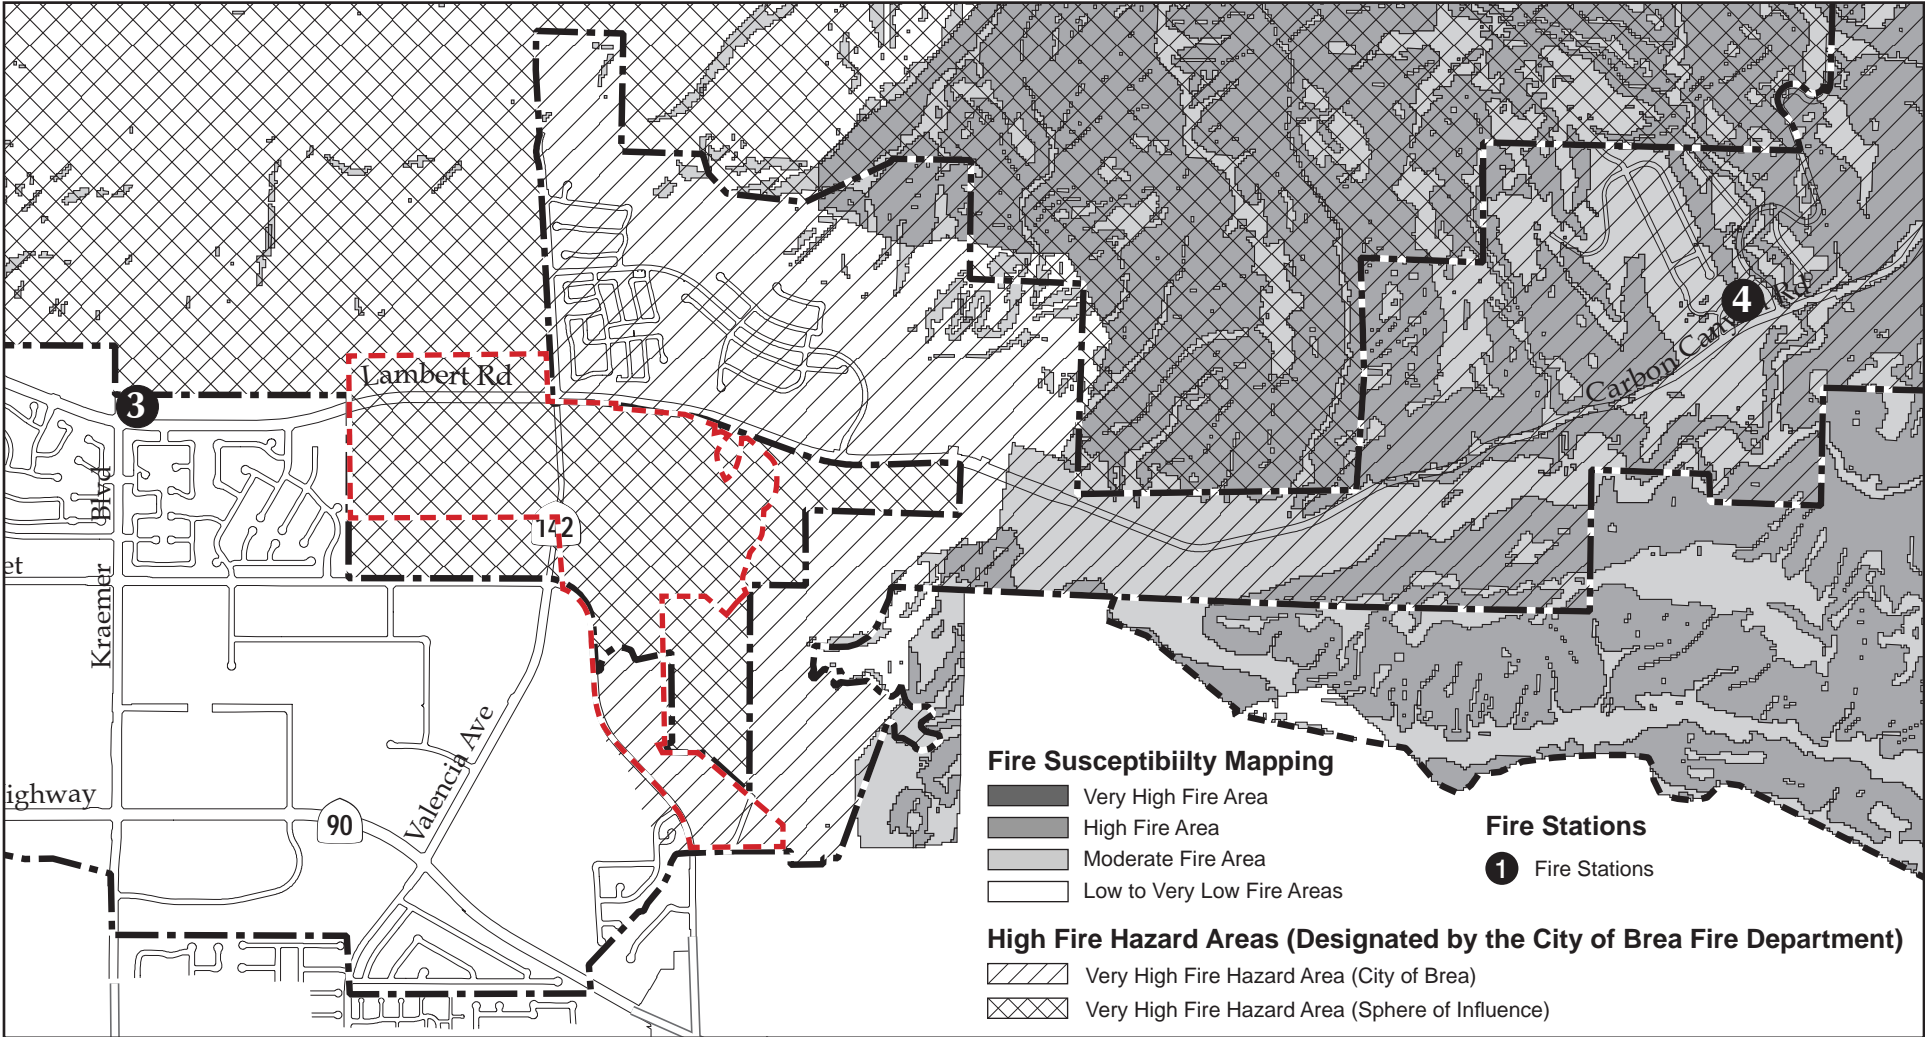 Lambert Rd
3
4
Carbon Canyon Rd
142
Blvd
Kraemer
et
ighway
90
Valencia Ave
Fire Susceptibiilty Mapping
Very High Fire Area
High Fire Area
Moderate Fire Area
Low to Very Low Fire Areas
Fire Stations
1 Fire Stations
High Fire Hazard Areas (Designated by the City of Brea Fire Department)
Very High Fire Hazard Area (City of Brea)
Very High Fire Hazard Area (Sphere of Influence)